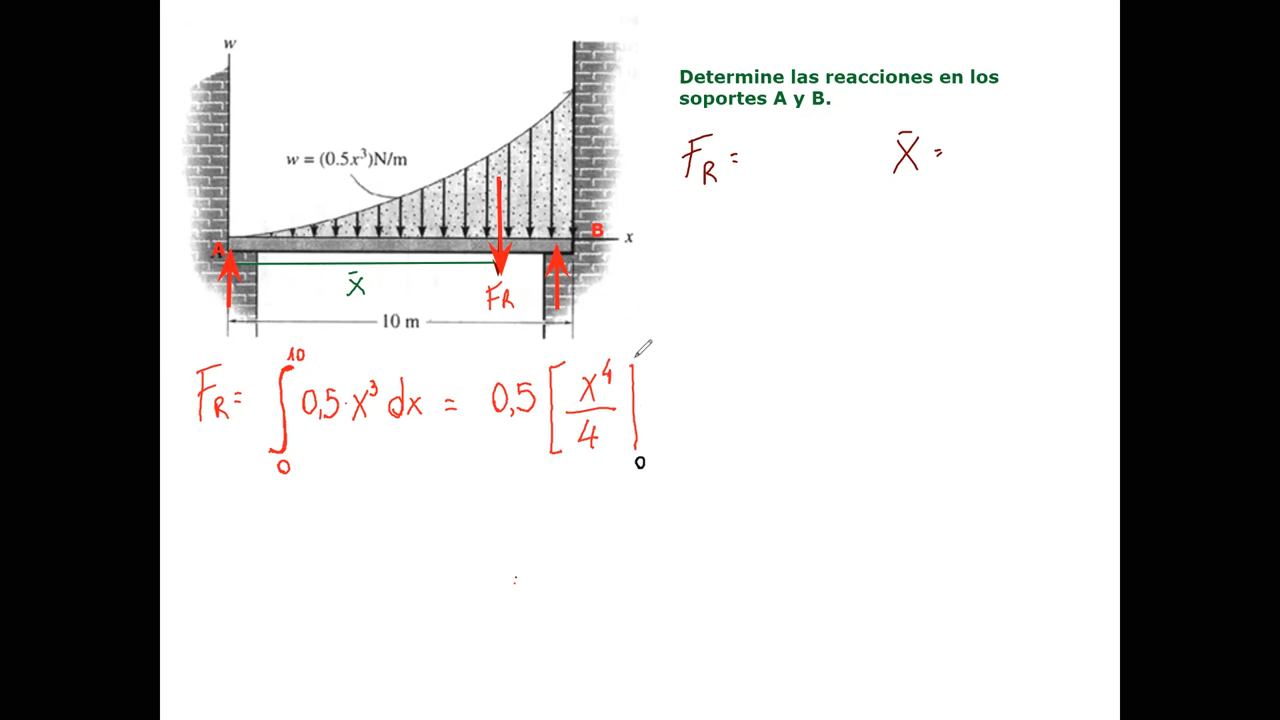 w
w = (0.5x³)N/m
A
B
x
X̄
FR
10 m
Determine las reacciones en los
soportes A y B.
FR =
X̄ =
FR = ∫₀¹⁰ 0,5·x³ dx = 0,5 [x⁴/4]₀